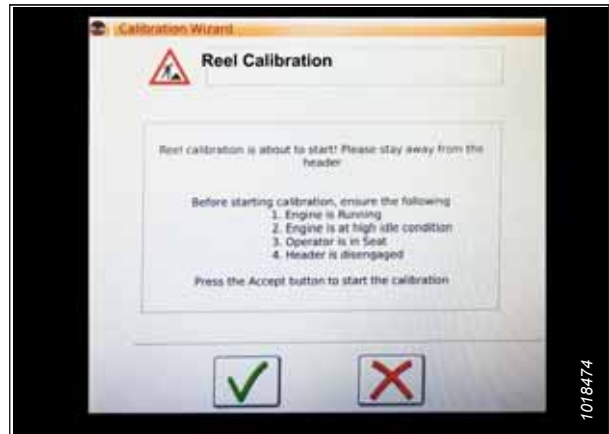 Calibration Wizard
Reel Calibration
Reel calibration is about to start! Please stay away from the
header
Before starting calibration, ensure the following
1. Engine is Running
2. Engine is at high idle condition
3. Operator is in Seat
4. Header is disengaged
Press the Accept button to start the calibration
1018474